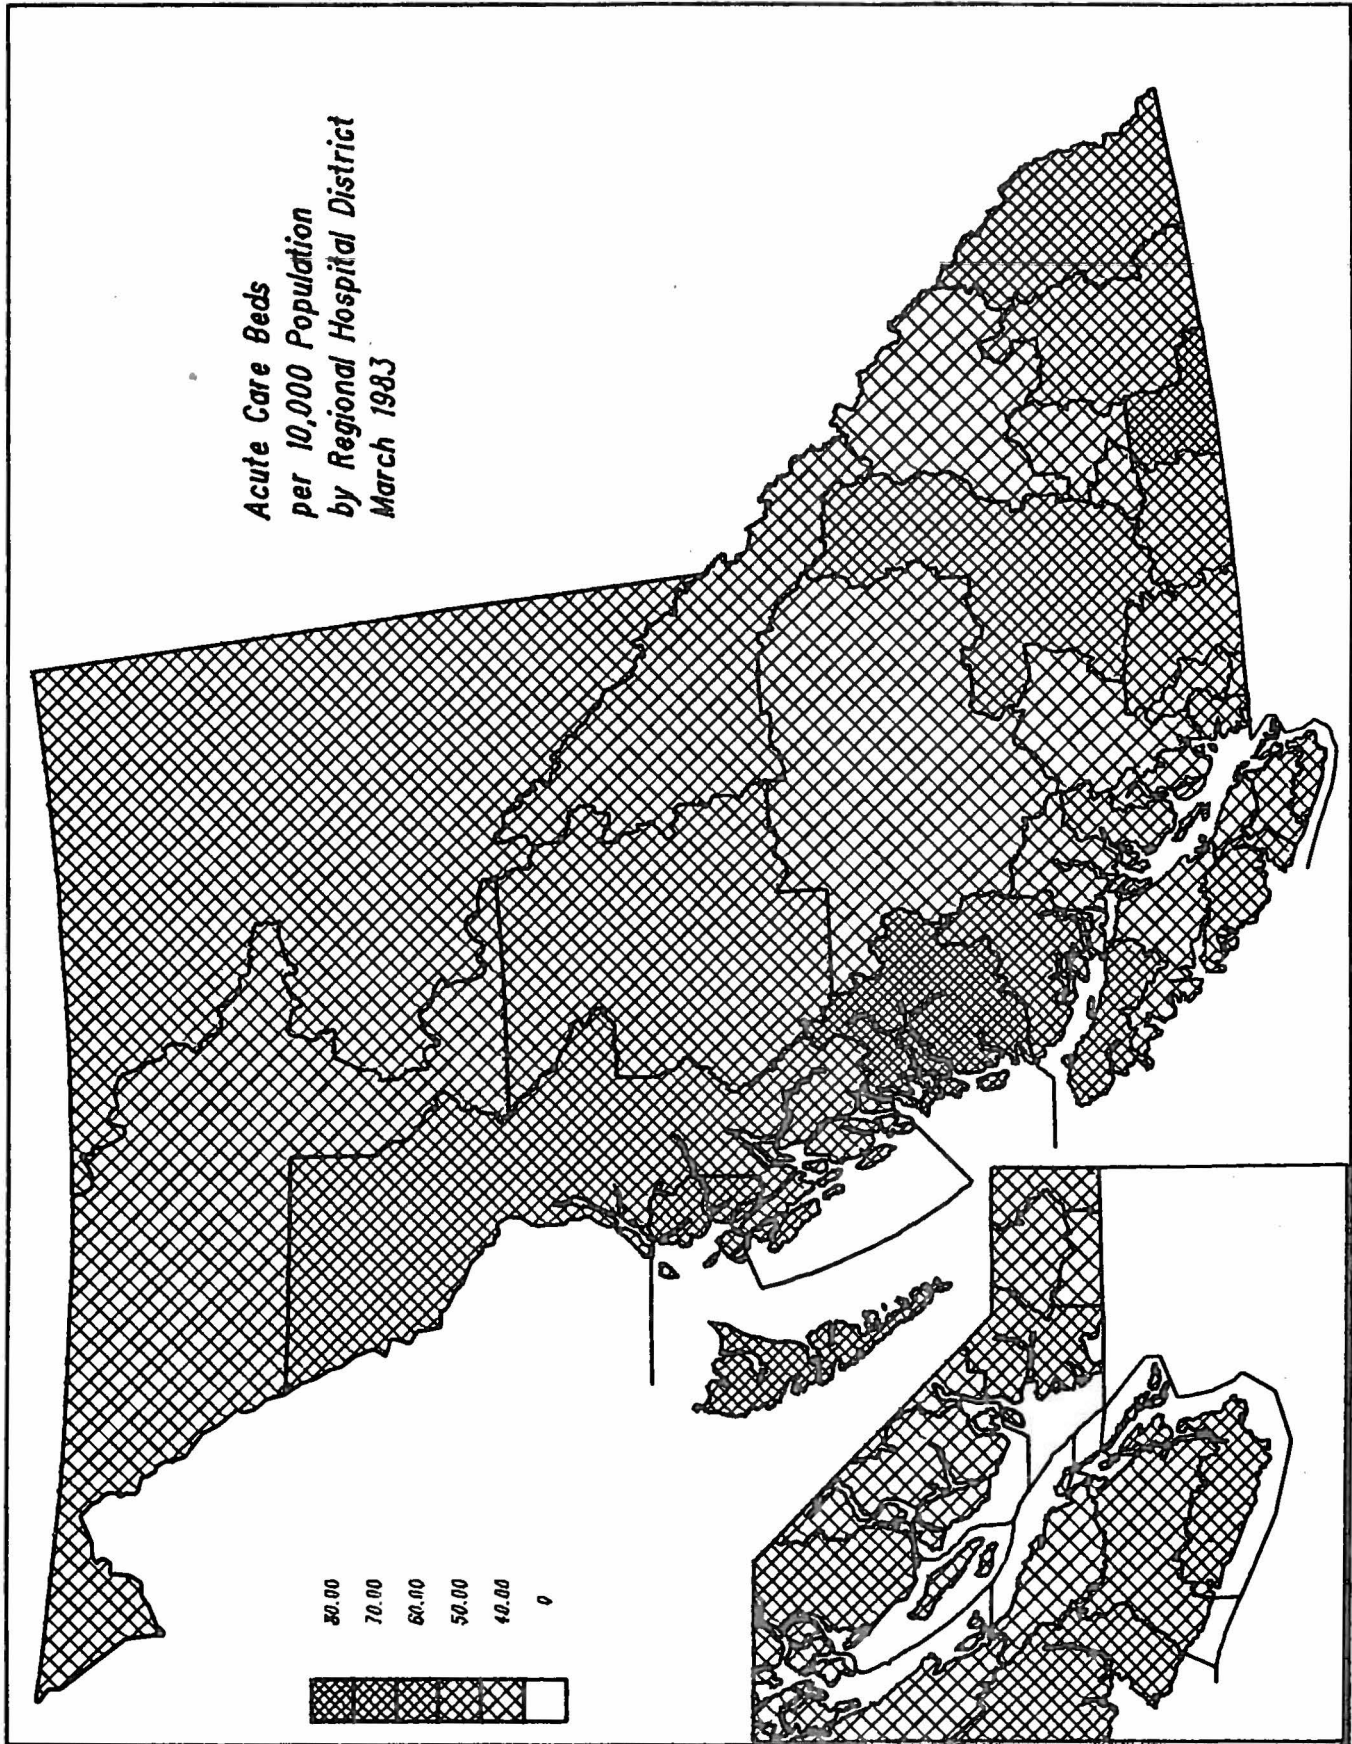 Acute Care Beds
per 10,000 Population
by Regional Hospital District
March 1983
80.00
70.00
60.00
50.00
40.00
0